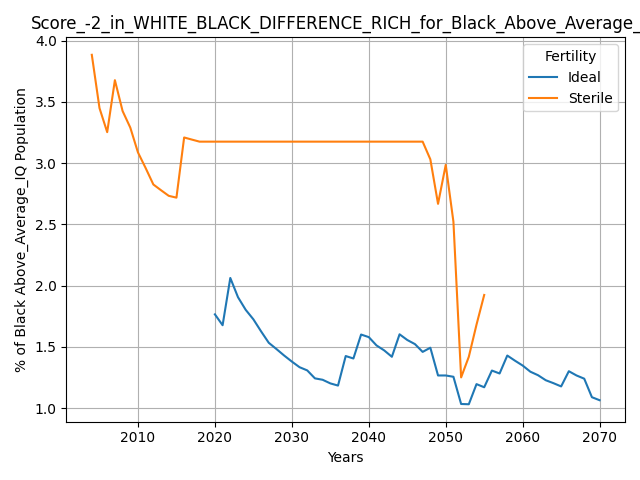 Score_-2_in_WHITE_BLACK_DIFFERENCE_RICH_for_Black_Above_Average_
4.0
3.5
3.0
2.5
2.0
1.5
1.0
% of Black Above_Average_IQ Population
Fertility
Ideal
Sterile
2010 2020 2030 2040 2050 2060 2070
Years